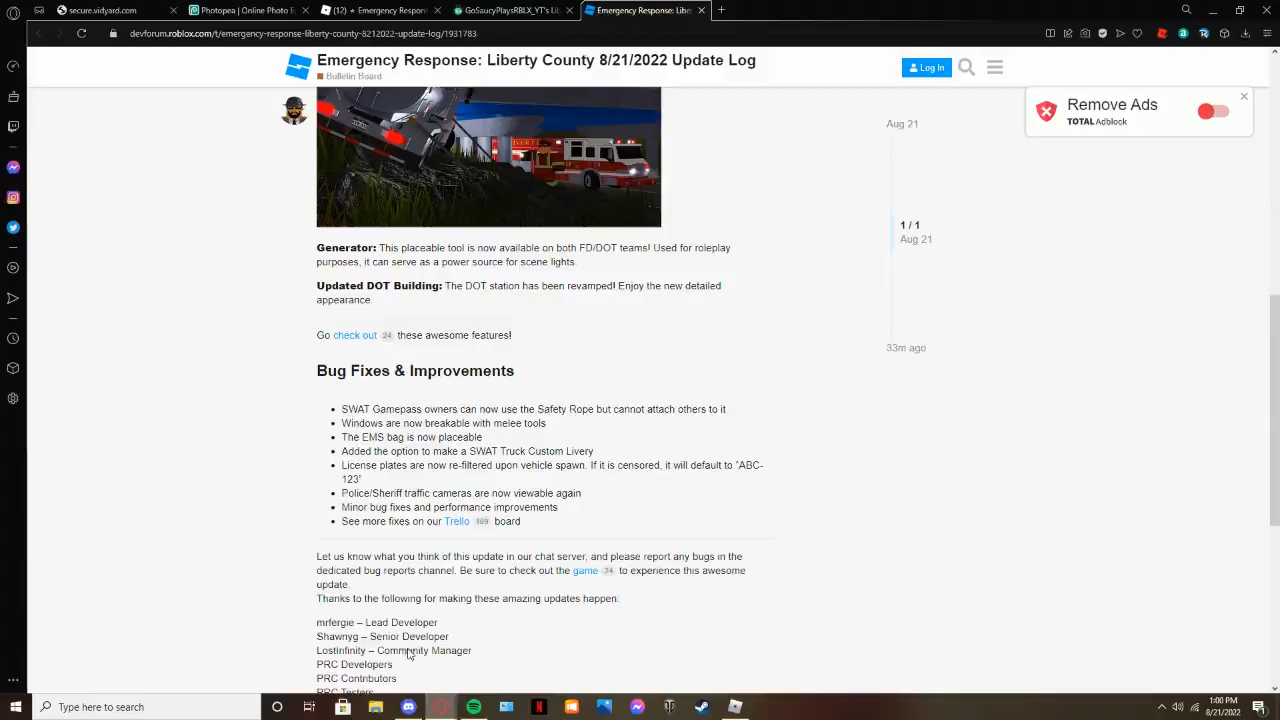 secure.vidyard.com
Photopea | Online Photo E
(12) ★ Emergency Respons
GoSaucyPlaysRBLX_YT's Li
Emergency Response: Libe
devforum.roblox.com/t/emergency-response-liberty-county-8212022-update-log/1931783
Emergency Response: Liberty County 8/21/2022 Update Log
Bulletin Board
Log In
Remove Ads
TOTAL Adblock
Aug 21
1 / 1
Aug 21
33m ago
Generator: This placeable tool is now available on both FD/DOT teams! Used for roleplay
purposes, it can serve as a power source for scene lights.
Updated DOT Building: The DOT station has been revamped! Enjoy the new detailed
appearance.
Go check out 24 these awesome features!
Bug Fixes & Improvements
SWAT Gamepass owners can now use the Safety Rope but cannot attach others to it
Windows are now breakable with melee tools
The EMS bag is now placeable
Added the option to make a SWAT Truck Custom Livery
License plates are now re-filtered upon vehicle spawn. If it is censored, it will default to "ABC-
123"
Police/Sheriff traffic cameras are now viewable again
Minor bug fixes and performance improvements
See more fixes on our Trello 109 board
Let us know what you think of this update in our chat server, and please report any bugs in the
dedicated bug reports channel. Be sure to check out the game 74 to experience this awesome
update.
Thanks to the following for making these amazing updates happen:
mrfergie – Lead Developer
Shawnyg – Senior Developer
LostInfinity – Community Manager
PRC Developers
PRC Contributors
PRC Testers
Type here to search
1:00 PM
8/21/2022